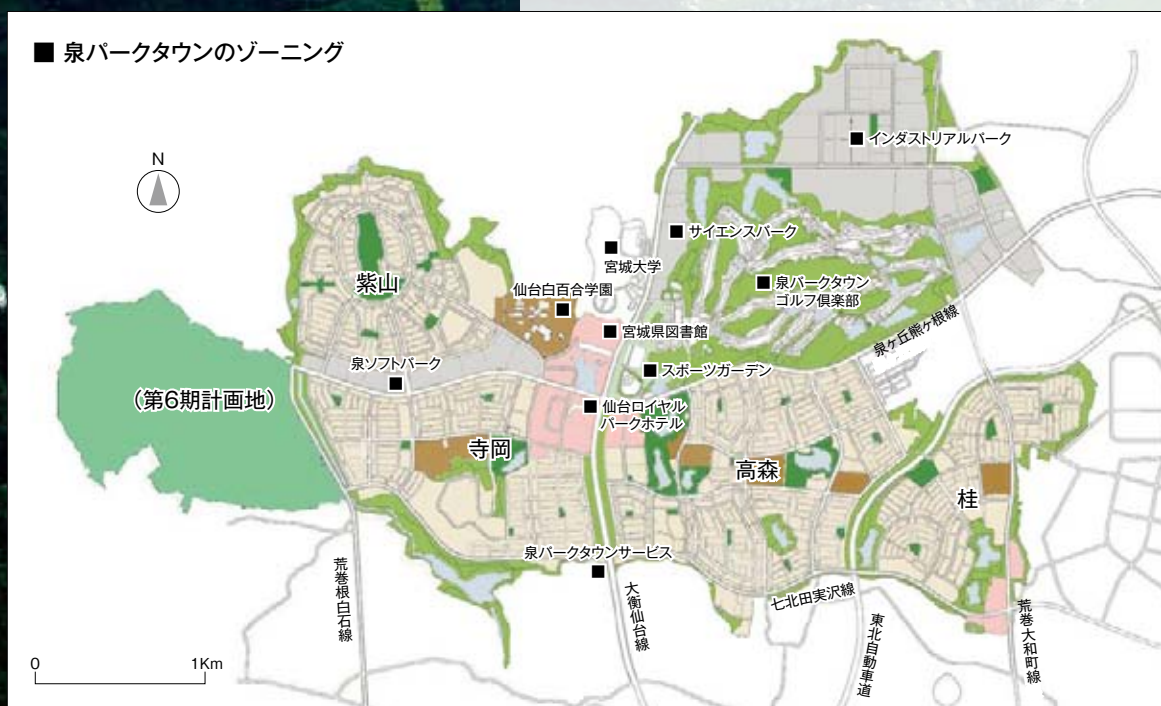 ■ 泉パークタウンのゾーニング
N
■ インダストリアルパーク
■ サイエンスパーク
■
宮城大学
紫山
仙台白百合学園
■
■ 泉パークタウン
ゴルフ倶楽部
■ 宮城県図書館
泉ヶ丘熊ヶ根線
泉ソフトパーク
■
■ スポーツガーデン
(第6期計画地)
■ 仙台ロイヤル
パークホテル
寺岡
高森
桂
泉パークタウンサービス
■
荒巻根白石線
大衡仙台線
七北田実沢線
東北自動車道
荒巻大和町線
0 1Km